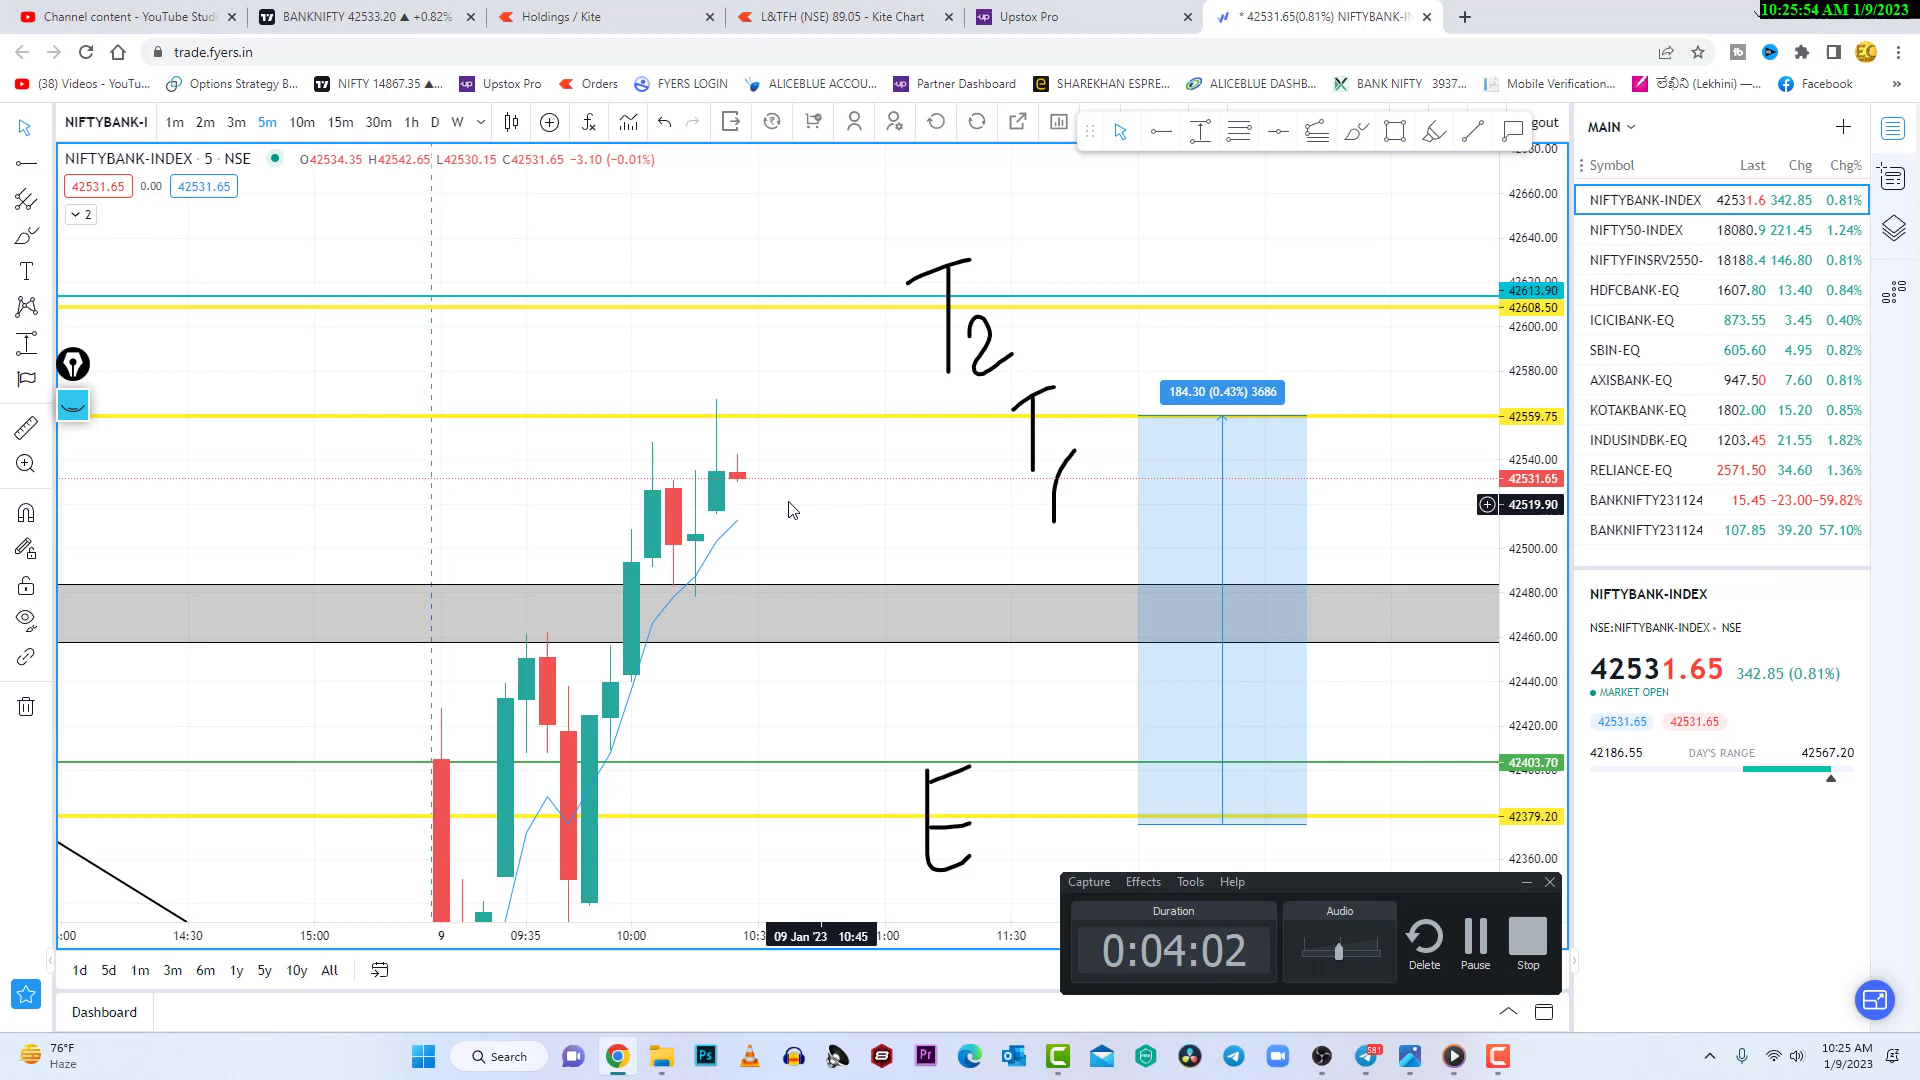 Channel content - YouTube Studi
BANKNIFTY 42533.20 ▲ +0.82%
Holdings / Kite
L&TFH (NSE) 89.05 - Kite Chart
Upstox Pro
* 42531.65(0.81%) NIFTYBANK-IN
10:25:54 AM 1/9/2023
trade.fyers.in
(38) Videos - YouTu...
Options Strategy B...
NIFTY 14867.35 ▲...
Upstox Pro
Orders
FYERS LOGIN
ALICEBLUE ACCOU...
Partner Dashboard
SHAREKHAN ESPRE...
ALICEBLUE DASHB...
BANK NIFTY 3937...
Mobile Verification...
Facebook
NIFTYBANK-I
1m 2m 3m 5m 10m 15m 30m 1h D W
gout
NIFTYBANK-INDEX · 5 · NSE
O42534.35 H42542.65 L42530.15 C42531.65 −3.10 (−0.01%)
42531.65 0.00 42531.65
2
42660.00
42640.00
42613.90
42608.50
42600.00
42580.00
42559.75
42540.00
42531.65
42519.90
42500.00
42480.00
42460.00
42440.00
42420.00
42403.70
42379.20
42360.00
T2
T1
E
184.30 (0.43%) 3686
:00 14:30 15:00 9 09:35 10:00 10:3 09 Jan '23 10:45 1:00 11:30
1d 5d 1m 3m 6m 1y 5y 10y All
Dashboard
Capture Effects Tools Help
Duration
0:04:02
Audio
Delete Pause Stop
MAIN
Symbol Last Chg Chg%
NIFTYBANK-INDEX 42531.6 342.85 0.81%
NIFTY50-INDEX 18080.9 221.45 1.24%
NIFTYFINSRV2550- 18188.4 146.80 0.81%
HDFCBANK-EQ 1607.80 13.40 0.84%
ICICIBANK-EQ 873.55 3.45 0.40%
SBIN-EQ 605.60 4.95 0.82%
AXISBANK-EQ 947.50 7.60 0.81%
KOTAKBANK-EQ 1802.00 15.20 0.85%
INDUSINDBK-EQ 1203.45 21.55 1.82%
RELIANCE-EQ 2571.50 34.60 1.36%
BANKNIFTY231124 15.45 −23.00 −59.82%
BANKNIFTY231124 107.85 39.20 57.10%
NIFTYBANK-INDEX
NSE:NIFTYBANK-INDEX • NSE
42531.65 342.85 (0.81%)
MARKET OPEN
42531.65 42531.65
42186.55 DAY'S RANGE 42567.20
76°F
Haze
Search
581
10:25 AM
1/9/2023